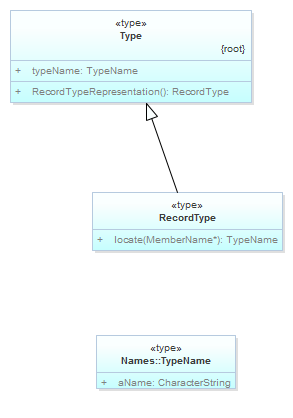 «type»
Type
{root}
+ typeName: TypeName
+ RecordTypeRepresentation(): RecordType
«type»
RecordType
+ locate(MemberName*): TypeName
«type»
Names::TypeName
+ aName: CharacterString